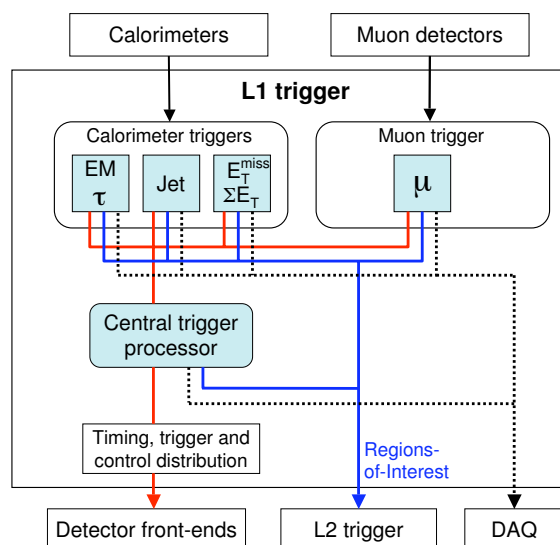 Calorimeters
Muon detectors
L1 trigger
Calorimeter triggers
Muon trigger
EM
τ
Jet
E_T^miss
ΣE_T
μ
Central trigger
processor
Timing, trigger and
control distribution
Regions-
of-Interest
Detector front-ends
L2 trigger
DAQ